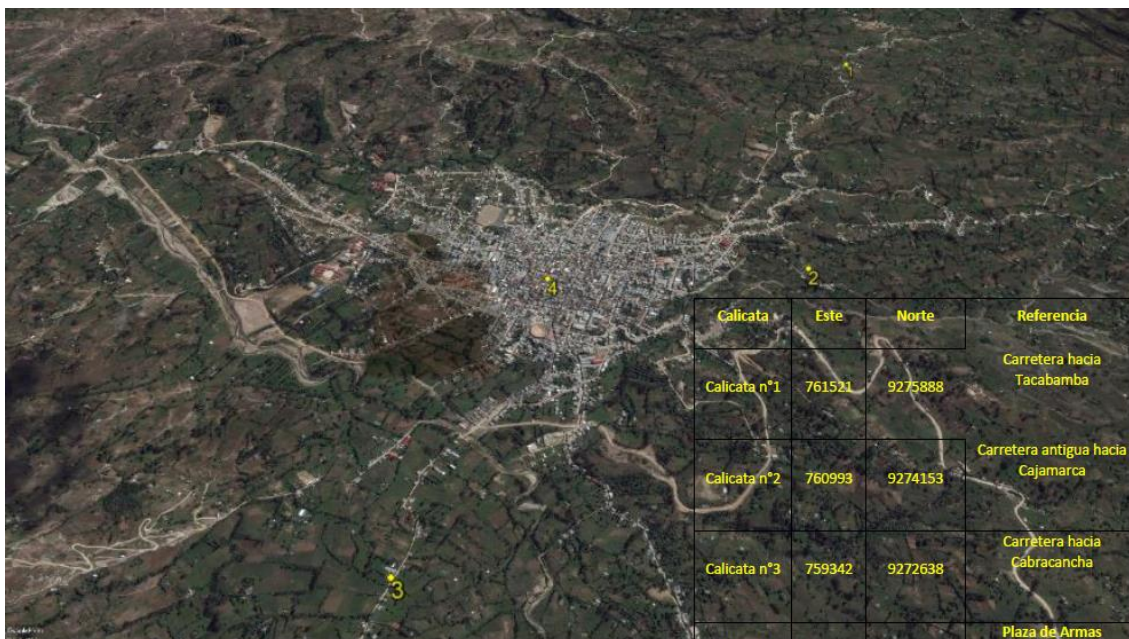 1
2
4
3
Calicata Este Norte Referencia
Calicata n°1 761521 9275888 Carretera hacia
Tacabamba
Calicata n°2 760993 9274153 Carretera antigua hacia
Cajamarca
Calicata n°3 759342 9272638 Carretera hacia
Cabracancha
Plaza de Armas